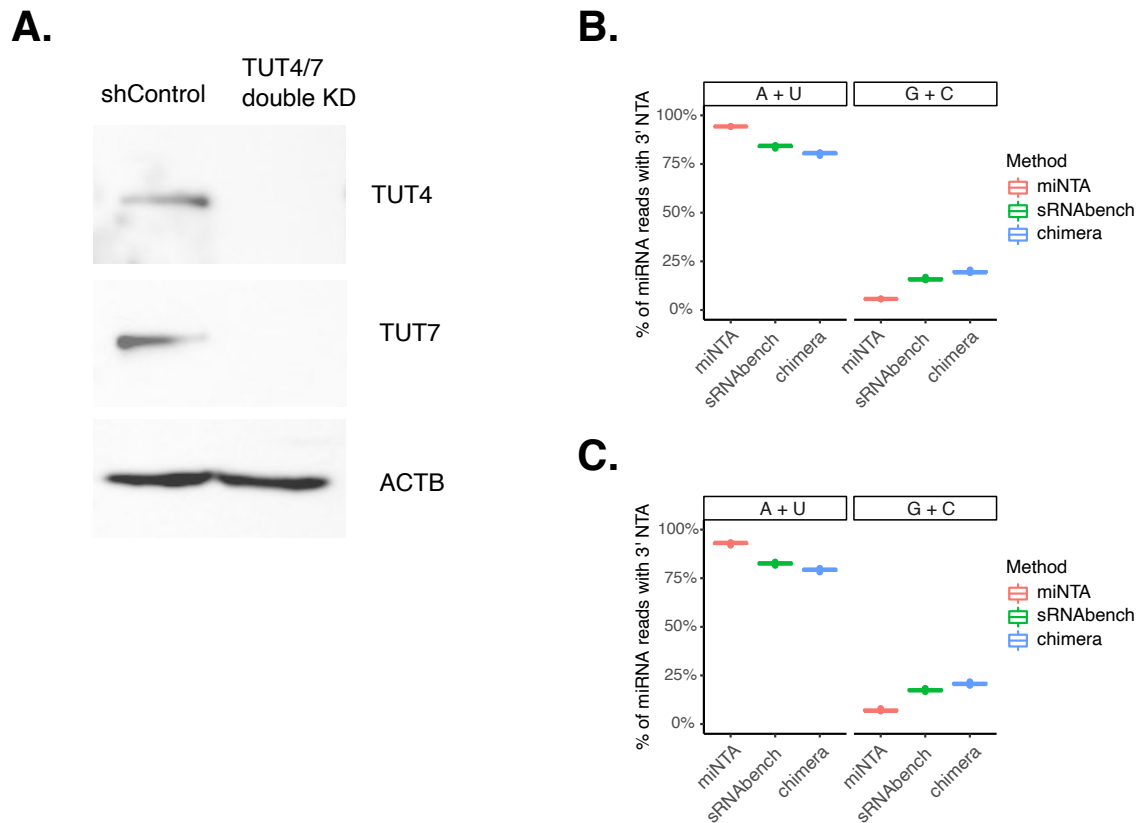 A.
shControl
TUT4/7
double KD
TUT4
TUT7
ACTB
B.
% of miRNA reads with 3' NTA
A + U
G + C
100%
75%
50%
25%
0%
miNTA
sRNAbench
chimera
miNTA
sRNAbench
chimera
Method
miNTA
sRNAbench
chimera
C.
% of miRNA reads with 3' NTA
A + U
G + C
100%
75%
50%
25%
0%
miNTA
sRNAbench
chimera
miNTA
sRNAbench
chimera
Method
miNTA
sRNAbench
chimera